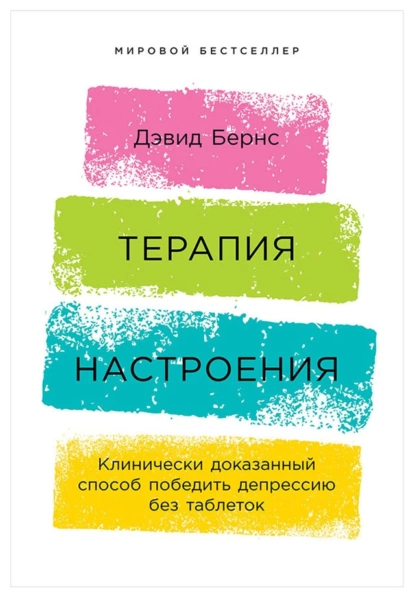 МИРОВОЙ БЕСТСЕЛЛЕР
Дэвид Бернс
ТЕРАПИЯ
НАСТРОЕНИЯ
Клинически доказанный
способ победить депрессию
без таблеток